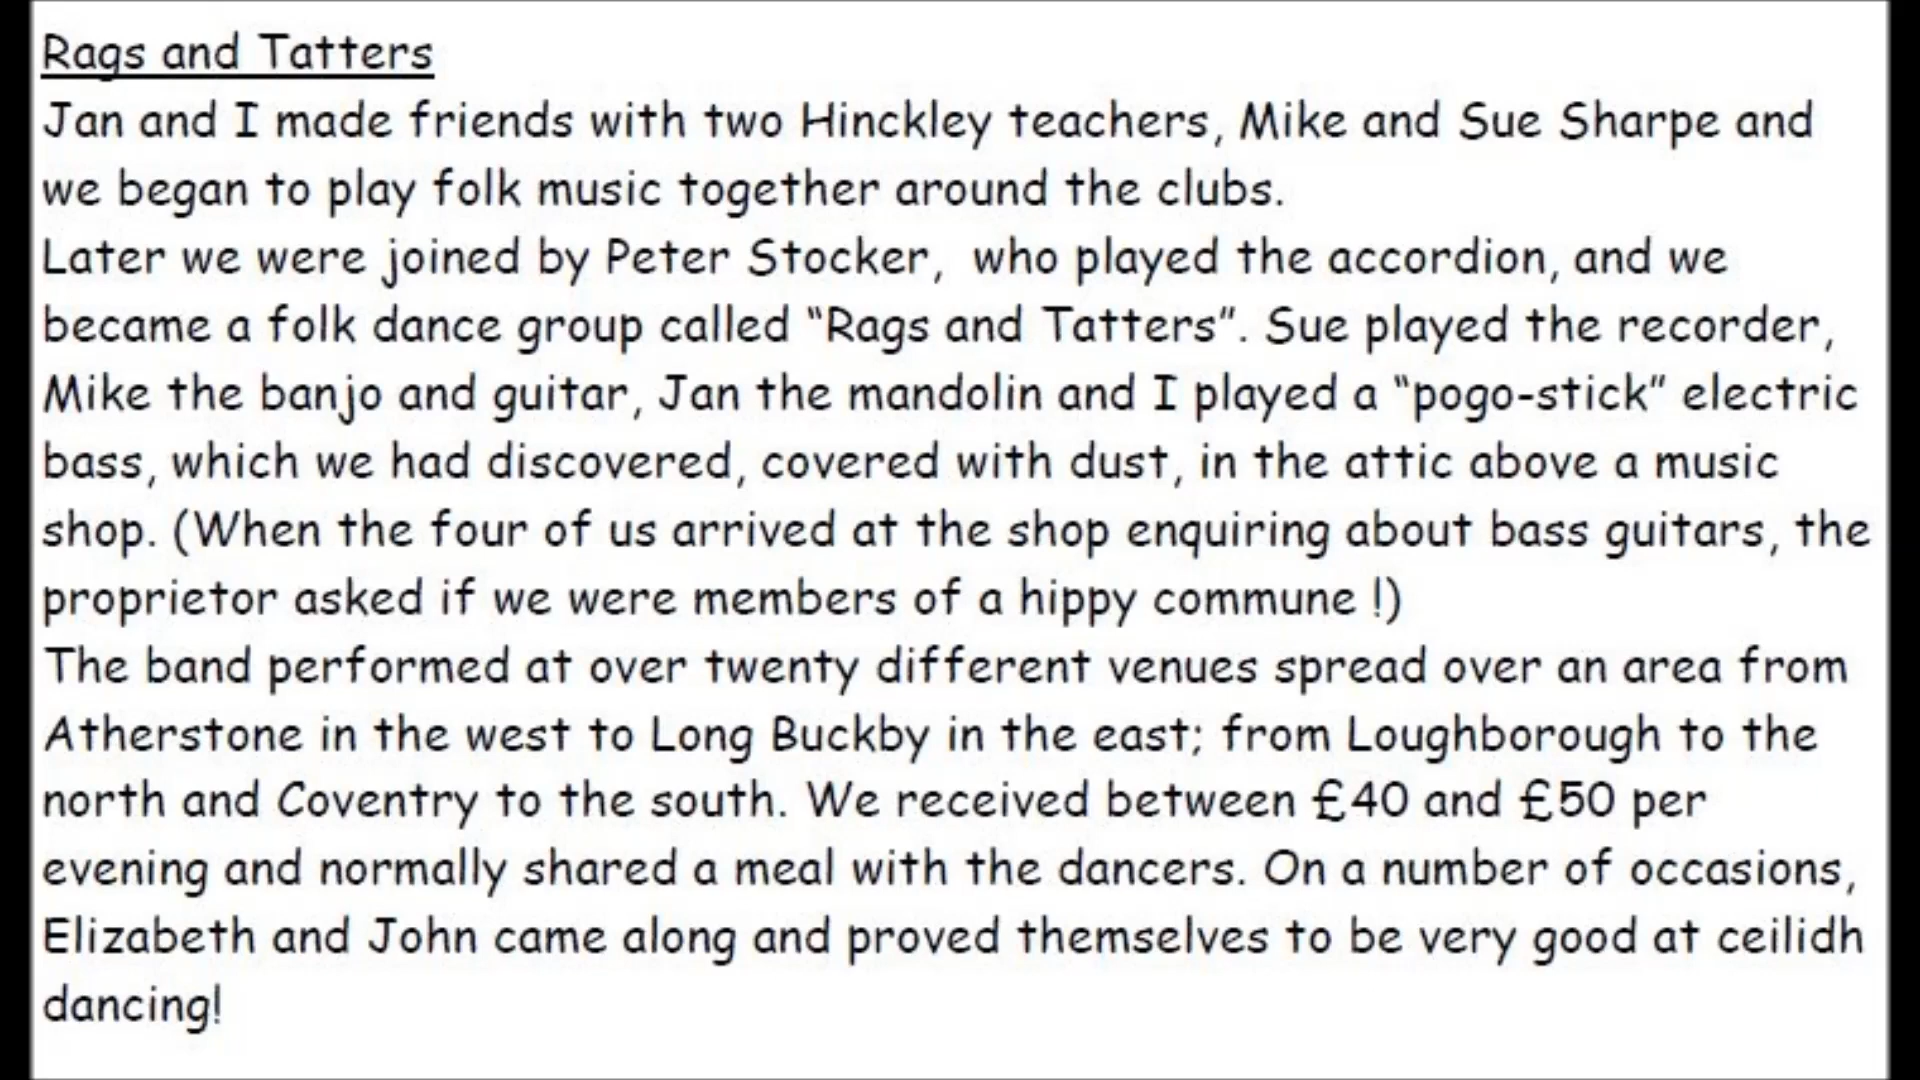 Rags and Tatters
Jan and I made friends with two Hinckley teachers, Mike and Sue Sharpe and
we began to play folk music together around the clubs.
Later we were joined by Peter Stocker,  who played the accordion, and we
became a folk dance group called “Rags and Tatters”. Sue played the recorder,
Mike the banjo and guitar, Jan the mandolin and I played a “pogo-stick” electric
bass, which we had discovered, covered with dust, in the attic above a music
shop. (When the four of us arrived at the shop enquiring about bass guitars, the
proprietor asked if we were members of a hippy commune !)
The band performed at over twenty different venues spread over an area from
Atherstone in the west to Long Buckby in the east; from Loughborough to the
north and Coventry to the south. We received between £40 and £50 per
evening and normally shared a meal with the dancers. On a number of occasions,
Elizabeth and John came along and proved themselves to be very good at ceilidh
dancing!